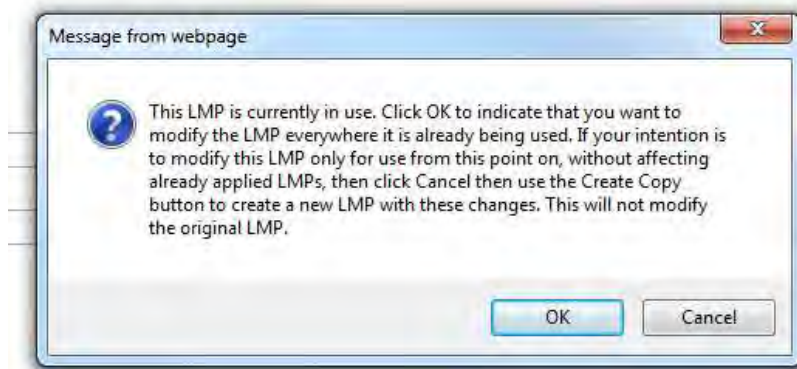 Message from webpage
This LMP is currently in use. Click OK to indicate that you want to
modify the LMP everywhere it is already being used. If your intention is
to modify this LMP only for use from this point on, without affecting
already applied LMPs, then click Cancel then use the Create Copy
button to create a new LMP with these changes. This will not modify
the original LMP.
OK
Cancel